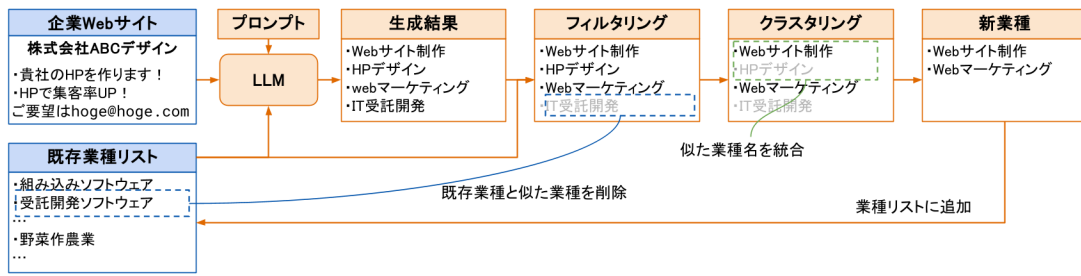 企業Webサイト
株式会社ABCデザイン
・貴社のHPを作ります！
・HPで集客率UP！
ご要望はhoge@hoge.com
プロンプト
LLM
生成結果
・Webサイト制作
・HPデザイン
・webマーケティング
・IT受託開発
フィルタリング
・Webサイト制作
・HPデザイン
・Webマーケティング
・IT受託開発
クラスタリング
・Webサイト制作
・HPデザイン
・Webマーケティング
・IT受託開発
新業種
・Webサイト制作
・Webマーケティング
既存業種リスト
・組み込みソフトウェア
・受託開発ソフトウェア
…
・野菜作農業
…
似た業種名を統合
既存業種と似た業種を削除
業種リストに追加